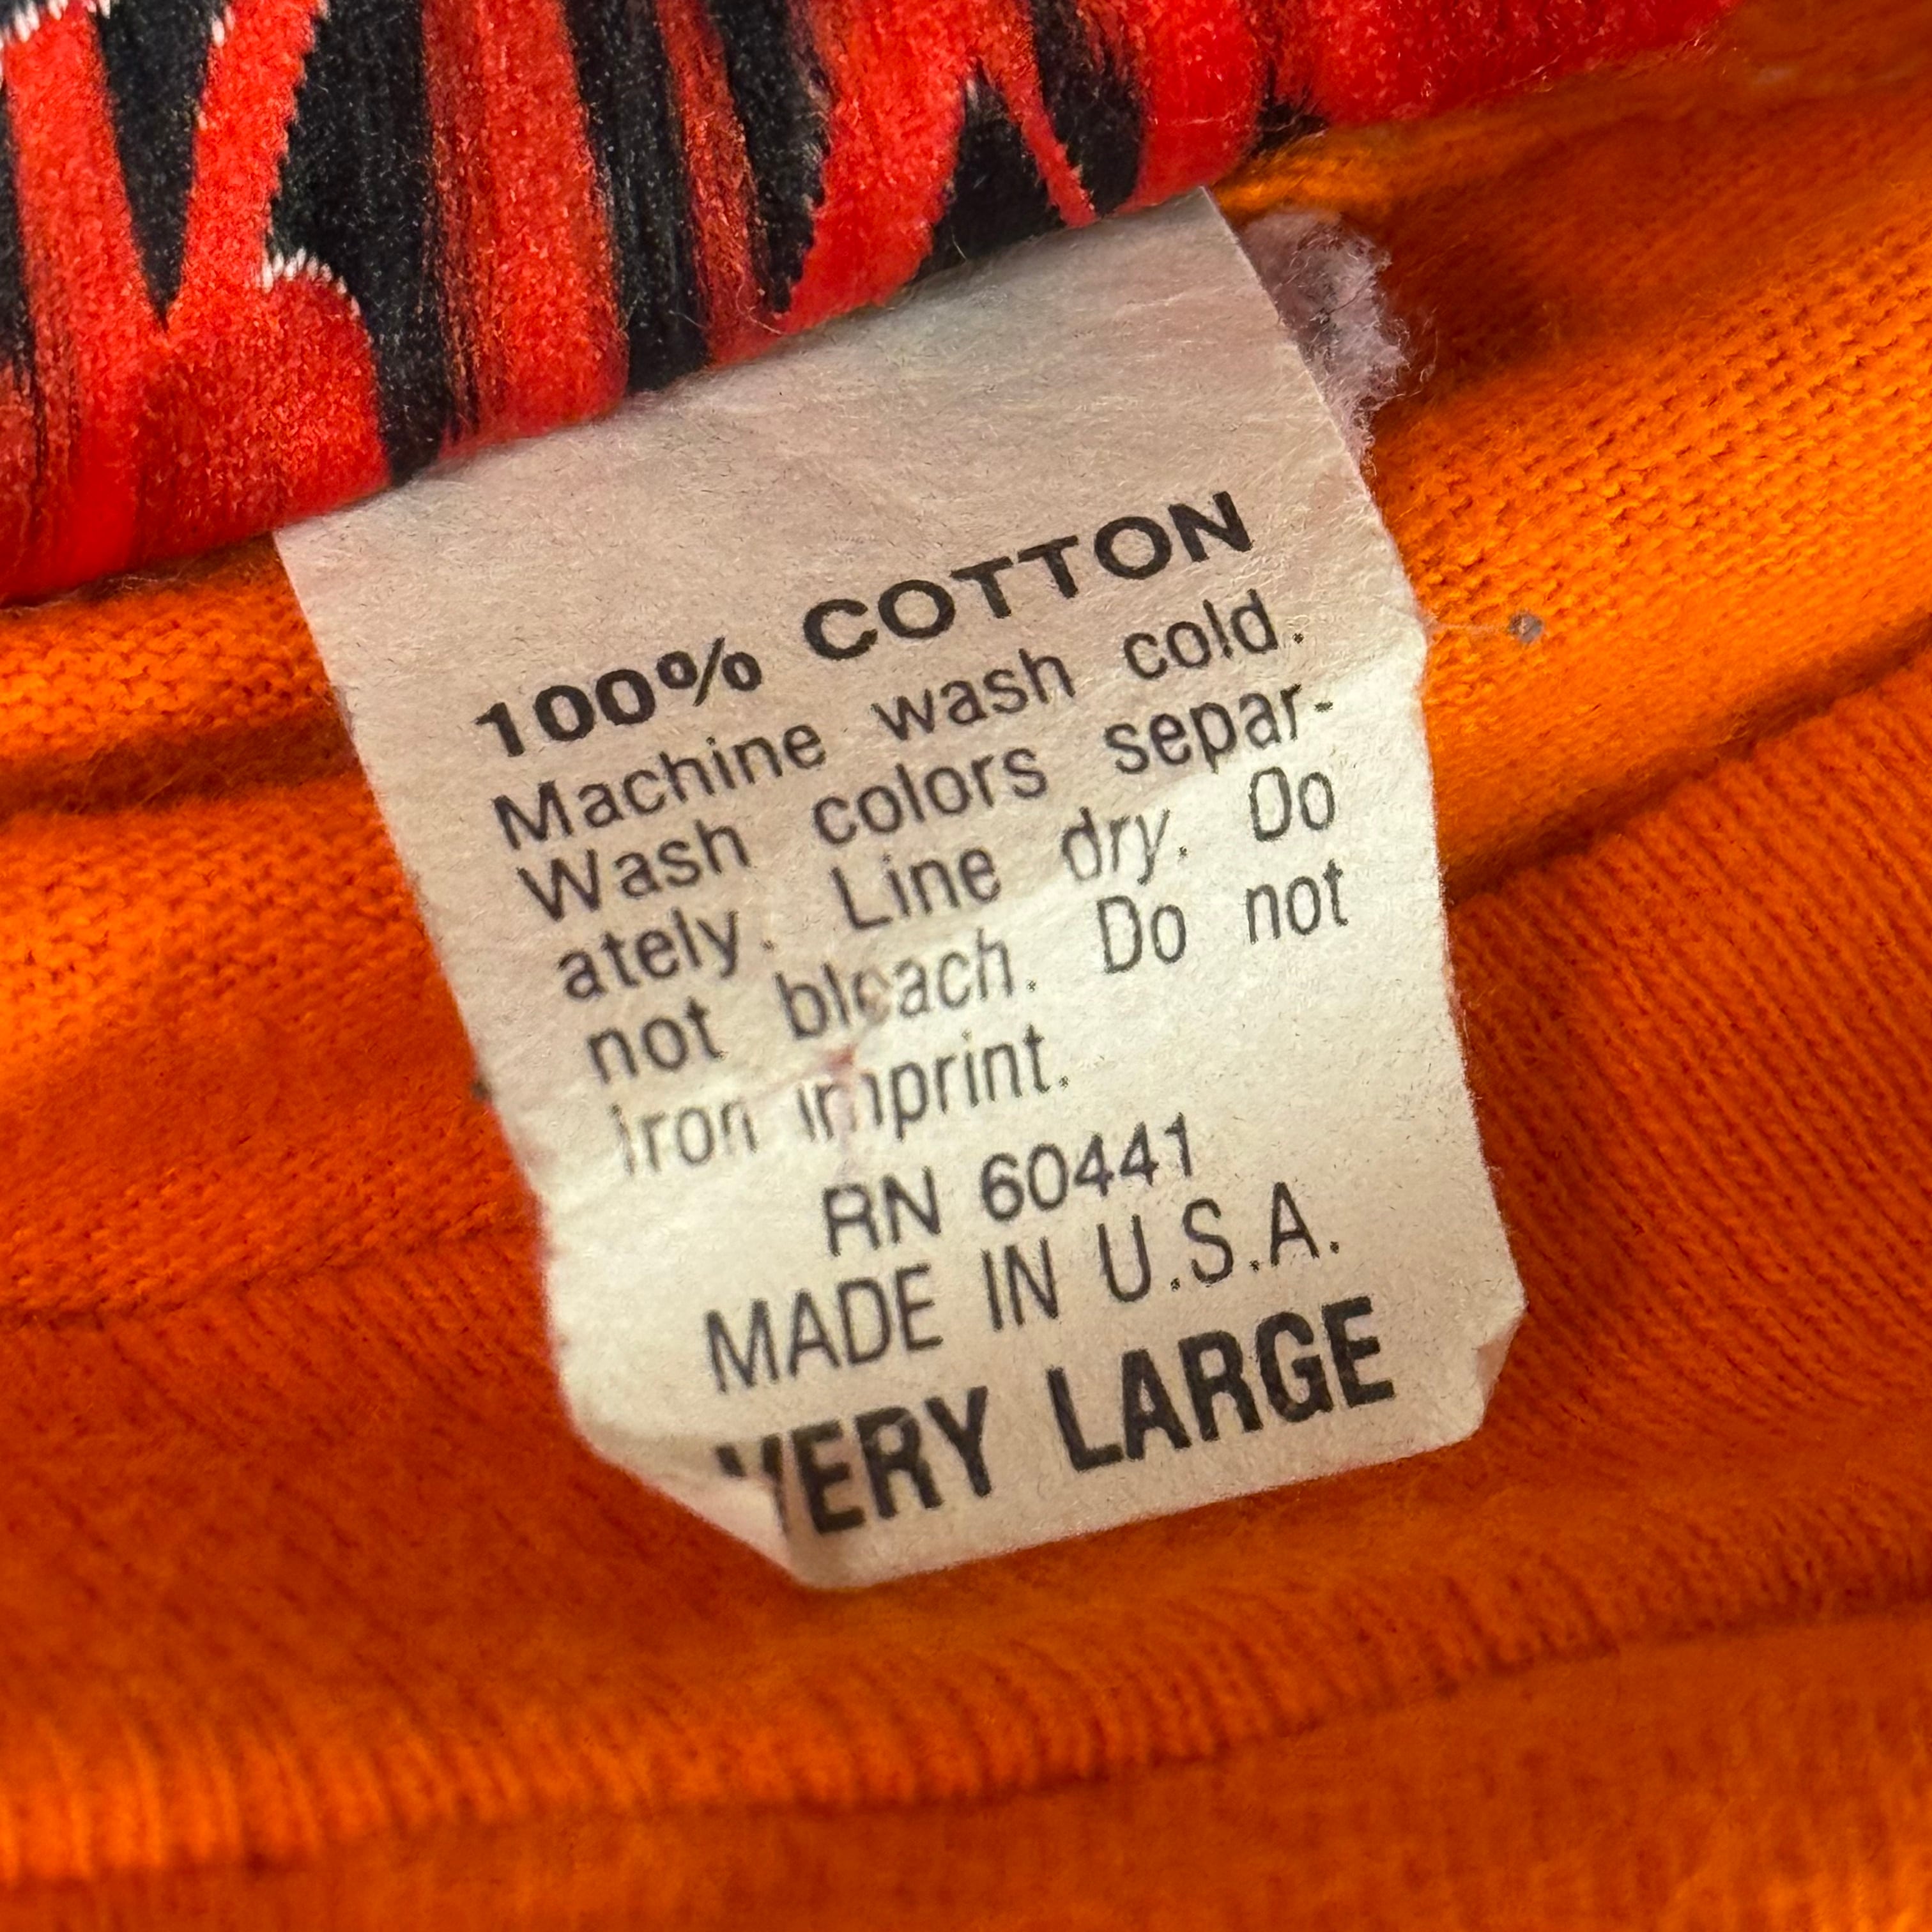 100% COTTON
Machine wash cold.
Wash colors separ-
ately. Line dry. Do
not bleach. Do not
iron imprint.
RN 60441
MADE IN U.S.A.
VERY LARGE